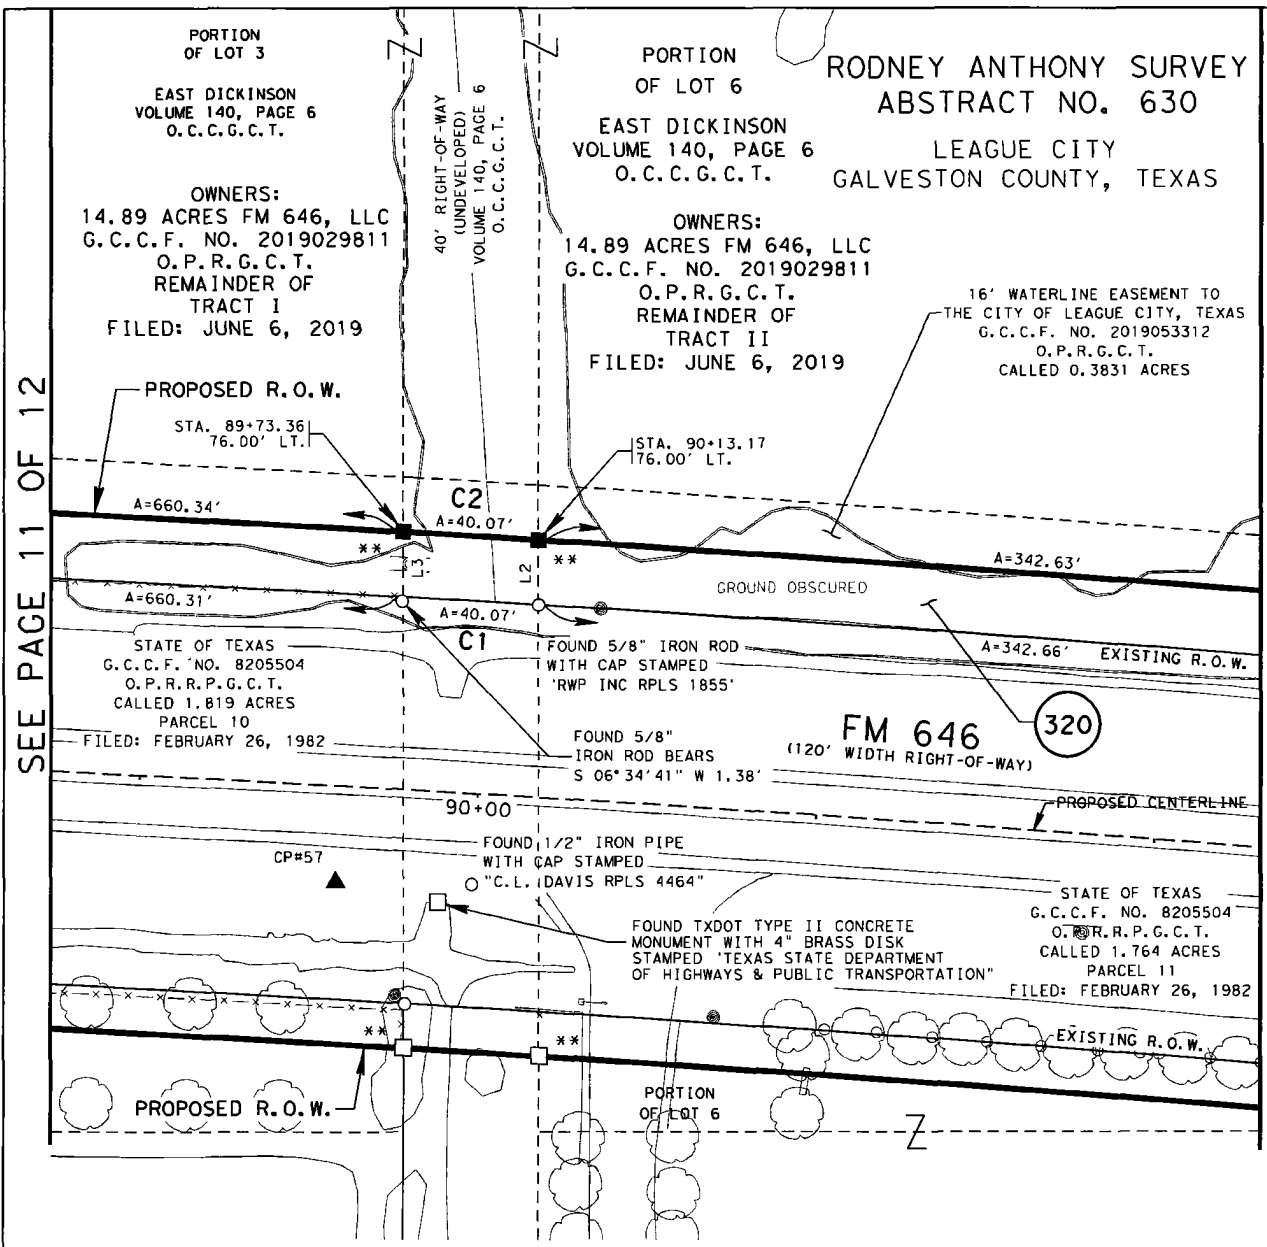 PORTION
OF LOT 3
EAST DICKINSON
VOLUME 140, PAGE 6
O.C.C.G.C.T.
OWNERS:
14.89 ACRES FM 646, LLC
G.C.C.F. NO. 2019029811
O.P.R.G.C.T.
REMAINDER OF
TRACT I
FILED: JUNE 6, 2019
40' RIGHT-OF-WAY
(UNDEVELOPED)
VOLUME 140, PAGE 6
O.C.C.G.C.T.
PORTION
OF LOT 6
EAST DICKINSON
VOLUME 140, PAGE 6
O.C.C.G.C.T.
OWNERS:
14.89 ACRES FM 646, LLC
G.C.C.F. NO. 2019029811
O.P.R.G.C.T.
REMAINDER OF
TRACT II
FILED: JUNE 6, 2019
RODNEY ANTHONY SURVEY
ABSTRACT NO. 630
LEAGUE CITY
GALVESTON COUNTY, TEXAS
16' WATERLINE EASEMENT TO
THE CITY OF LEAGUE CITY, TEXAS
G.C.C.F. NO. 2019053312
O.P.R.G.C.T.
CALLED 0.3831 ACRES
SEE PAGE 11 OF 12
PROPOSED R.O.W.
STA. 89+73.36
76.00' LT.
STA. 90+13.17
76.00' LT.
A=660.34'
C2
A=40.07'
**
L3
L2
**
A=342.63'
GROUND OBSCURED
A=660.31'
A=40.07'
C1
A=342.66'
EXISTING R.O.W.
STATE OF TEXAS
G.C.C.F. NO. 8205504
O.P.R.R.P.G.C.T.
CALLED 1.819 ACRES
PARCEL 10
FILED: FEBRUARY 26, 1982
FOUND 5/8" IRON ROD
WITH CAP STAMPED
'RWP INC RPLS 1855'
FOUND 5/8"
IRON ROD BEARS
S 06°34'41" W 1.38'
FM 646
(120' WIDTH RIGHT-OF-WAY)
320
90+00
PROPOSED CENTERLINE
CP#57
FOUND 1/2" IRON PIPE
WITH CAP STAMPED
"C.L. DAVIS RPLS 4464"
FOUND TXDOT TYPE II CONCRETE
MONUMENT WITH 4" BRASS DISK
STAMPED 'TEXAS STATE DEPARTMENT
OF HIGHWAYS & PUBLIC TRANSPORTATION"
STATE OF TEXAS
G.C.C.F. NO. 8205504
O.P.R.R.P.G.C.T.
CALLED 1.764 ACRES
PARCEL 11
FILED: FEBRUARY 26, 1982
**
**
EXISTING R.O.W.
PROPOSED R.O.W.
PORTION
OF LOT 6